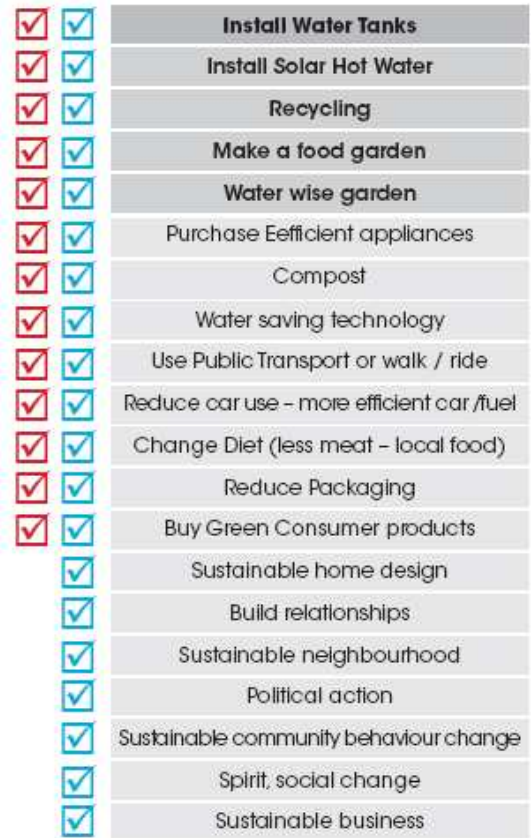 Install Water Tanks
Install Solar Hot Water
Recycling
Make a food garden
Water wise garden
Purchase Eefficient appliances
Compost
Water saving technology
Use Public Transport or walk / ride
Reduce car use – more efficient car /fuel
Change Diet (less meat – local food)
Reduce Packaging
Buy Green Consumer products
Sustainable home design
Build relationships
Sustainable neighbourhood
Political action
Sustainable community behaviour change
Spirit, social change
Sustainable business